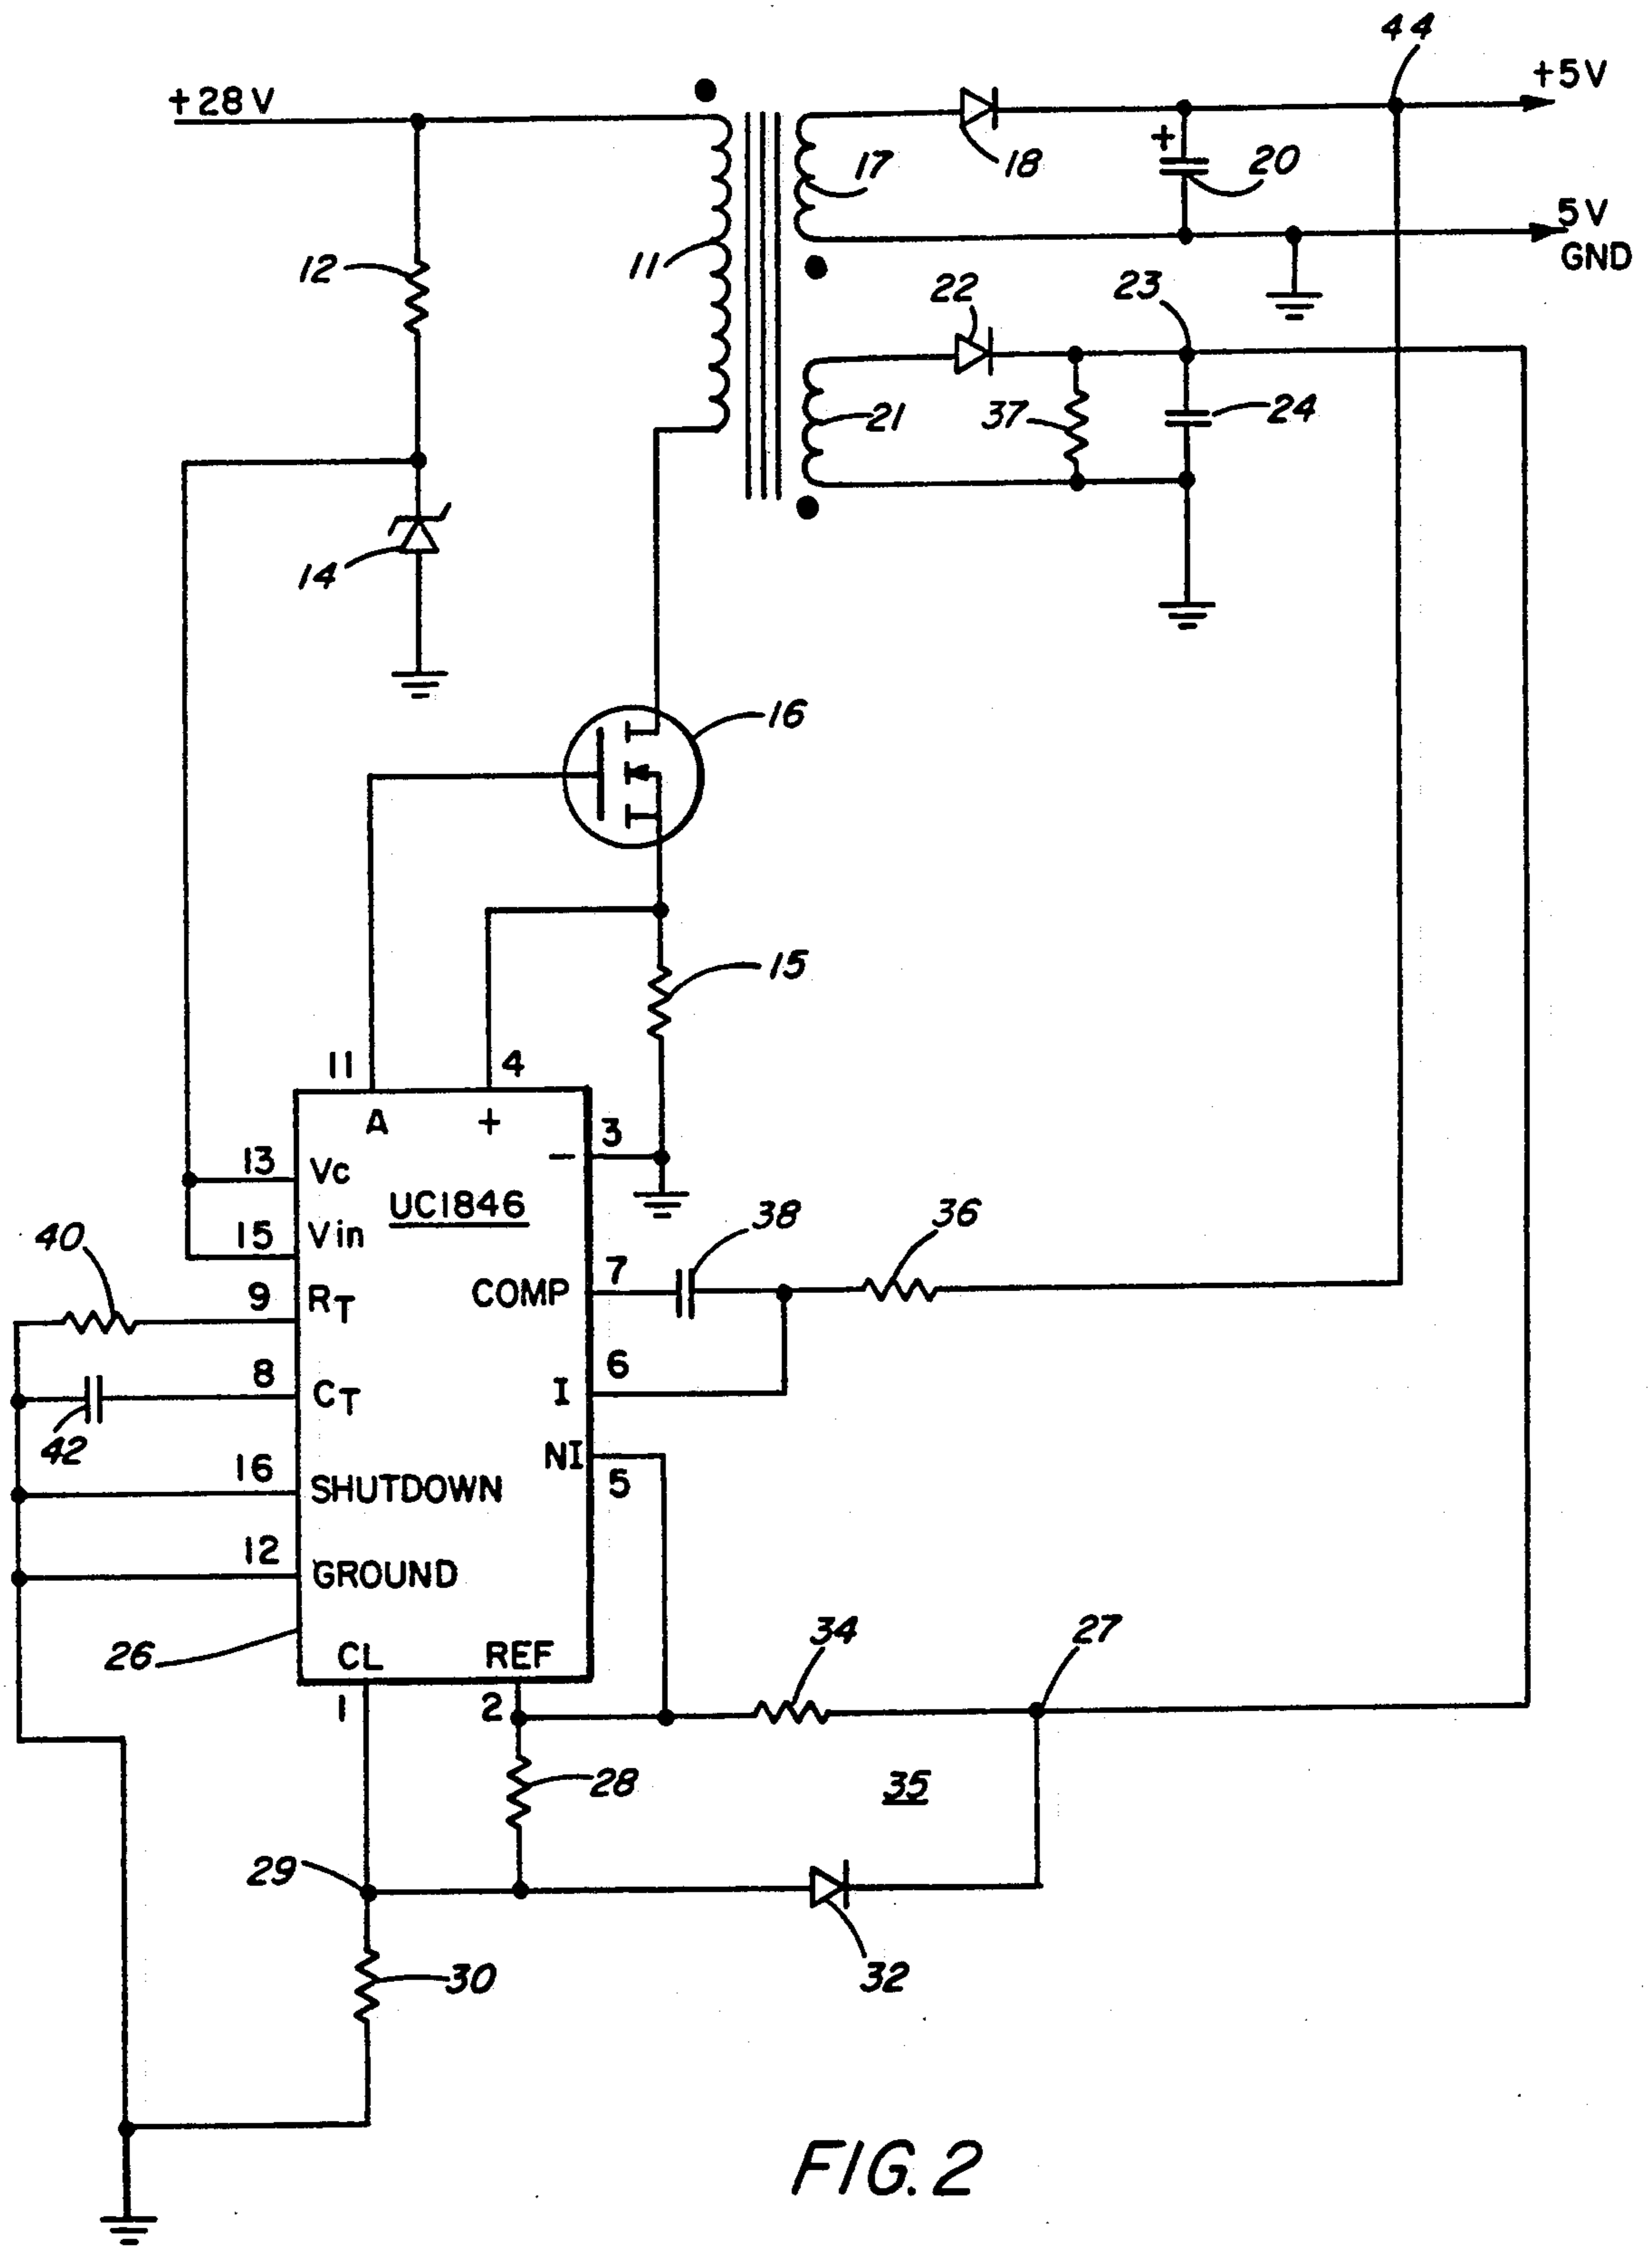 44
+28V
+5V
17
18
+
20
5V
GND
12
11
22
23
21
37
24
14
16
15
11
4
A
+
3
–
13
Vc
UC1846
38
36
40
15
Vin
7
9
RT
COMP
8
CT
6
I
42
NI
16
SHUTDOWN
5
12
GROUND
34
27
26
CL
REF
1
2
28
35
29
32
30
FIG. 2